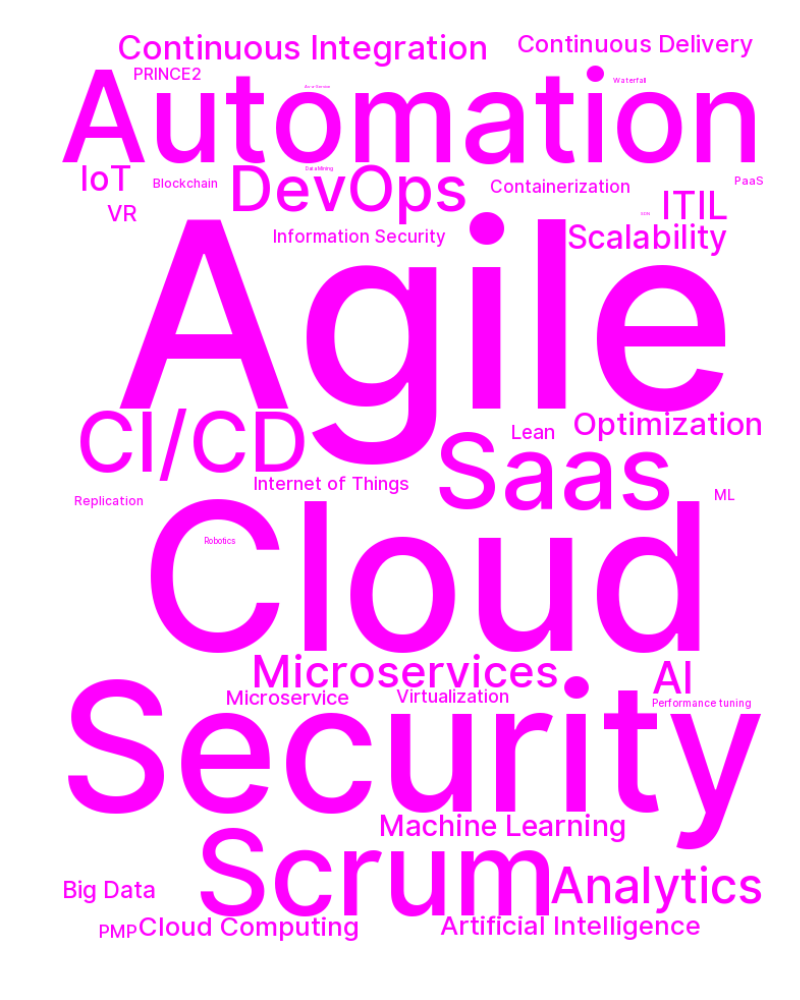 Continuous Integration
Continuous Delivery
PRINCE2
Waterfall
Automation
IoT
Blockchain
Data Mining
DevOps
Containerization
PaaS
VR
ITIL
Information Security
Scalability
Agile
CI/CD
Lean
Optimization
Saas
Internet of Things
Replication
ML
Cloud
Robotics
Microservices
AI
Microservice
Virtualization
Performance tuning
Security
Machine Learning
Scrum
Analytics
Big Data
PMP
Cloud Computing
Artificial Intelligence